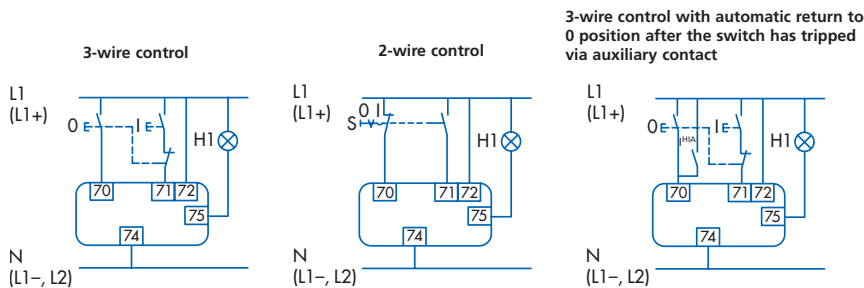 3-wire control
L1
(L1+)
0
I
H1
70
71
72
75
74
N
(L1–, L2)
2-wire control
L1
(L1+)
0 I
S
H1
70
71
72
75
74
N
(L1–, L2)
3-wire control with automatic return to
0 position after the switch has tripped
via auxiliary contact
L1
(L1+)
0
HIA
I
H1
70
71
72
75
74
N
(L1–, L2)